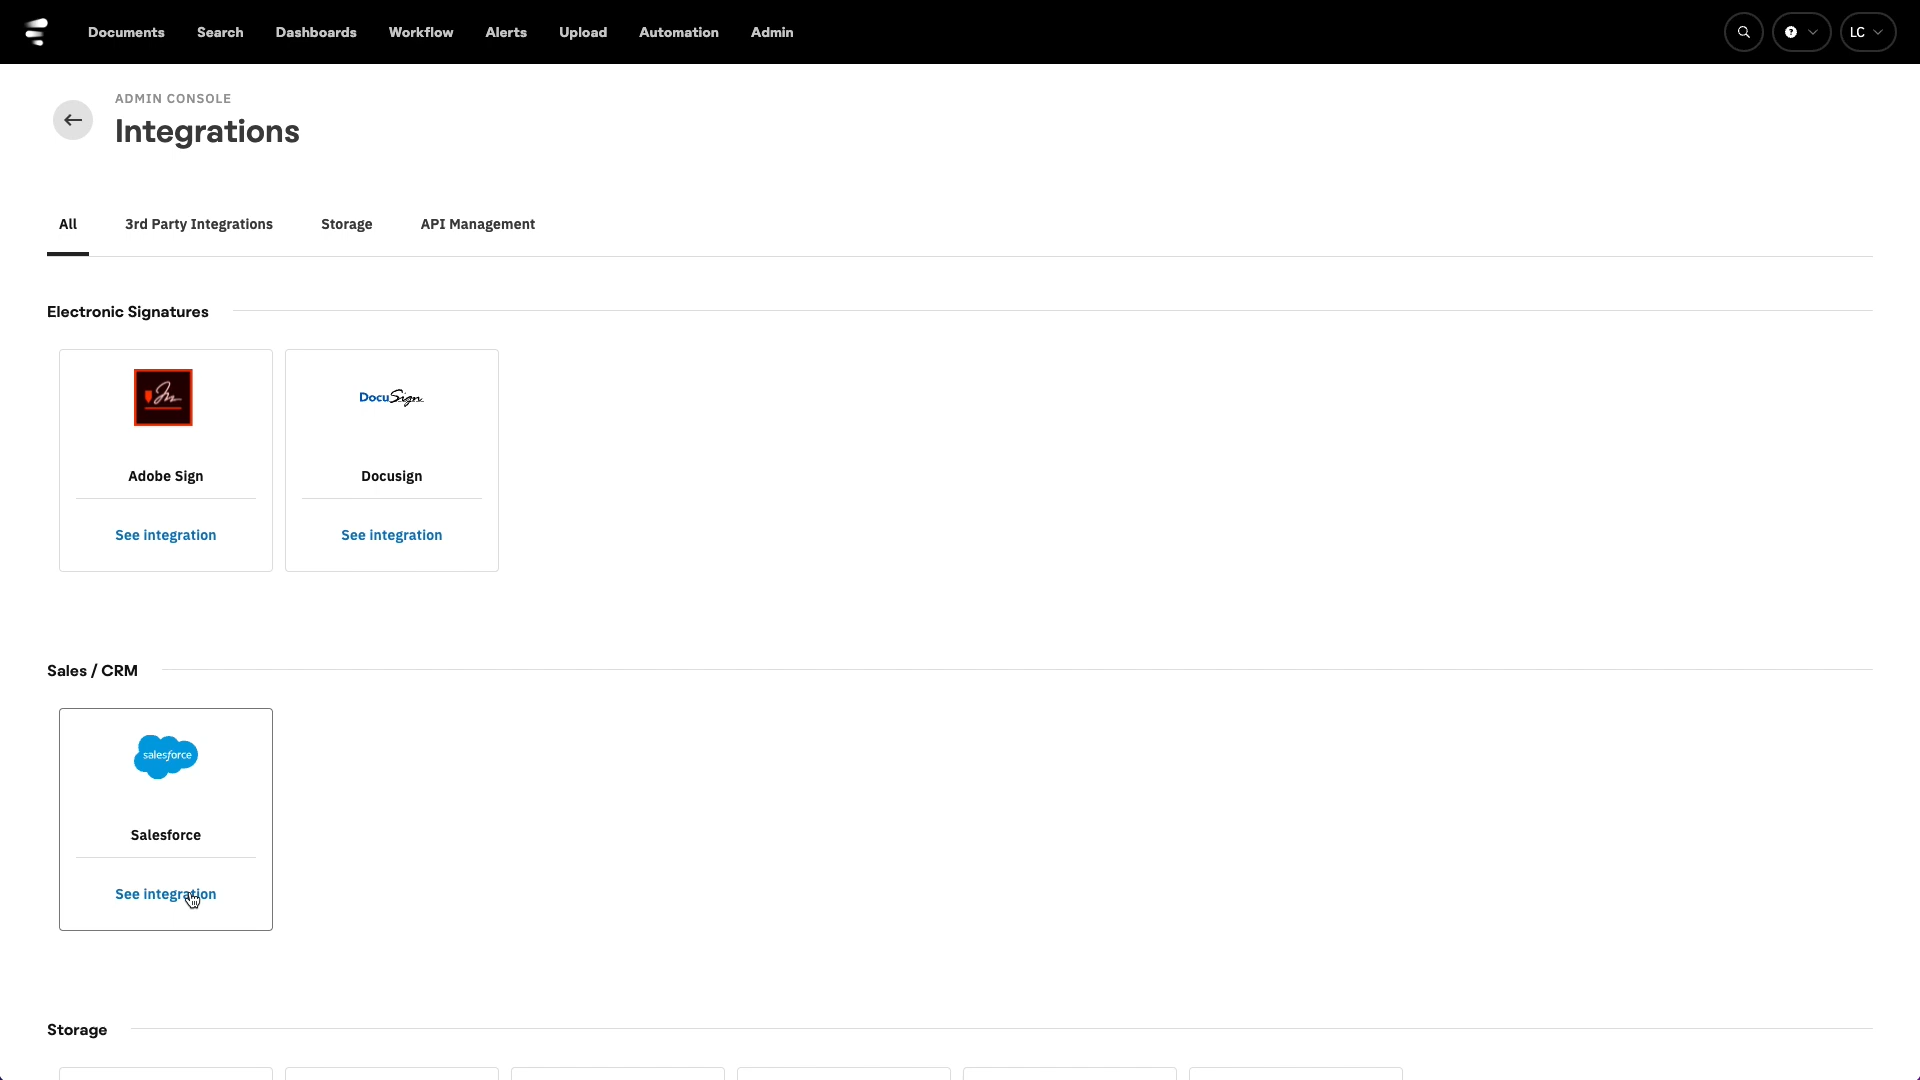 Documents Search Dashboards Workflow Alerts Upload Automation Admin ? LC
ADMIN CONSOLE
Integrations
All 3rd Party Integrations Storage API Management
Electronic Signatures
DocuSign
Adobe Sign Docusign
See integration See integration
Sales / CRM
salesforce
Salesforce
See integration
Storage